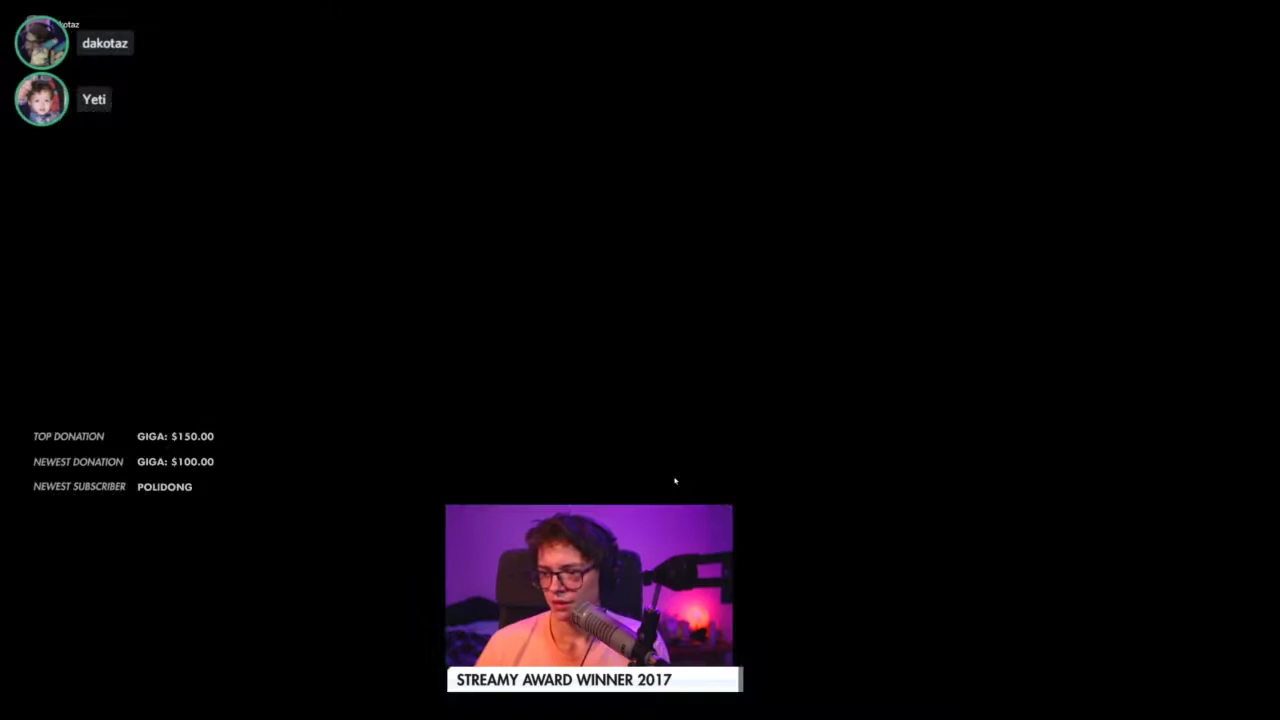 kotaz
dakotaz
Yeti
TOP DONATION GIGA: $150.00
NEWEST DONATION GIGA: $100.00
NEWEST SUBSCRIBER POLIDONG
STREAMY AWARD WINNER 2017